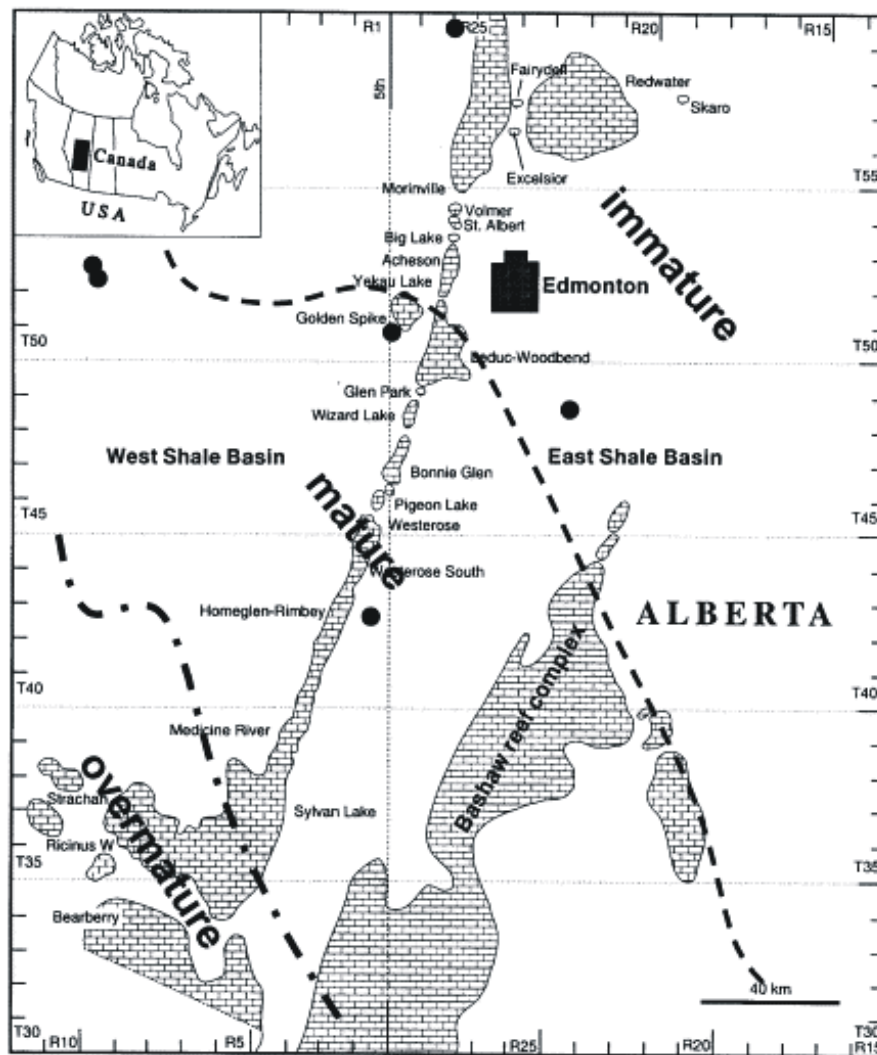 R1
R25
R20
R15
5th
Fairydell
Redwater
Skaro
Canada
USA
Excelsior
T55
T55
Morinville
immature
Volmer
St. Albert
Big Lake
Acheson
Yekau Lake
Edmonton
Golden Spike
T50
T50
Leduc-Woodbend
Glen Park
Wizard Lake
West Shale Basin
East Shale Basin
Bonnie Glen
mature
Pigeon Lake
T45
T45
Westerose
Westerose South
Homeglen-Rimbey
ALBERTA
Bashaw reef complex
T40
T40
Medicine River
overmature
Strachan
Sylvan Lake
Ricinus W
T35
T35
Bearberry
40 km
T30
T30
R10
R5
R25
R20
R15